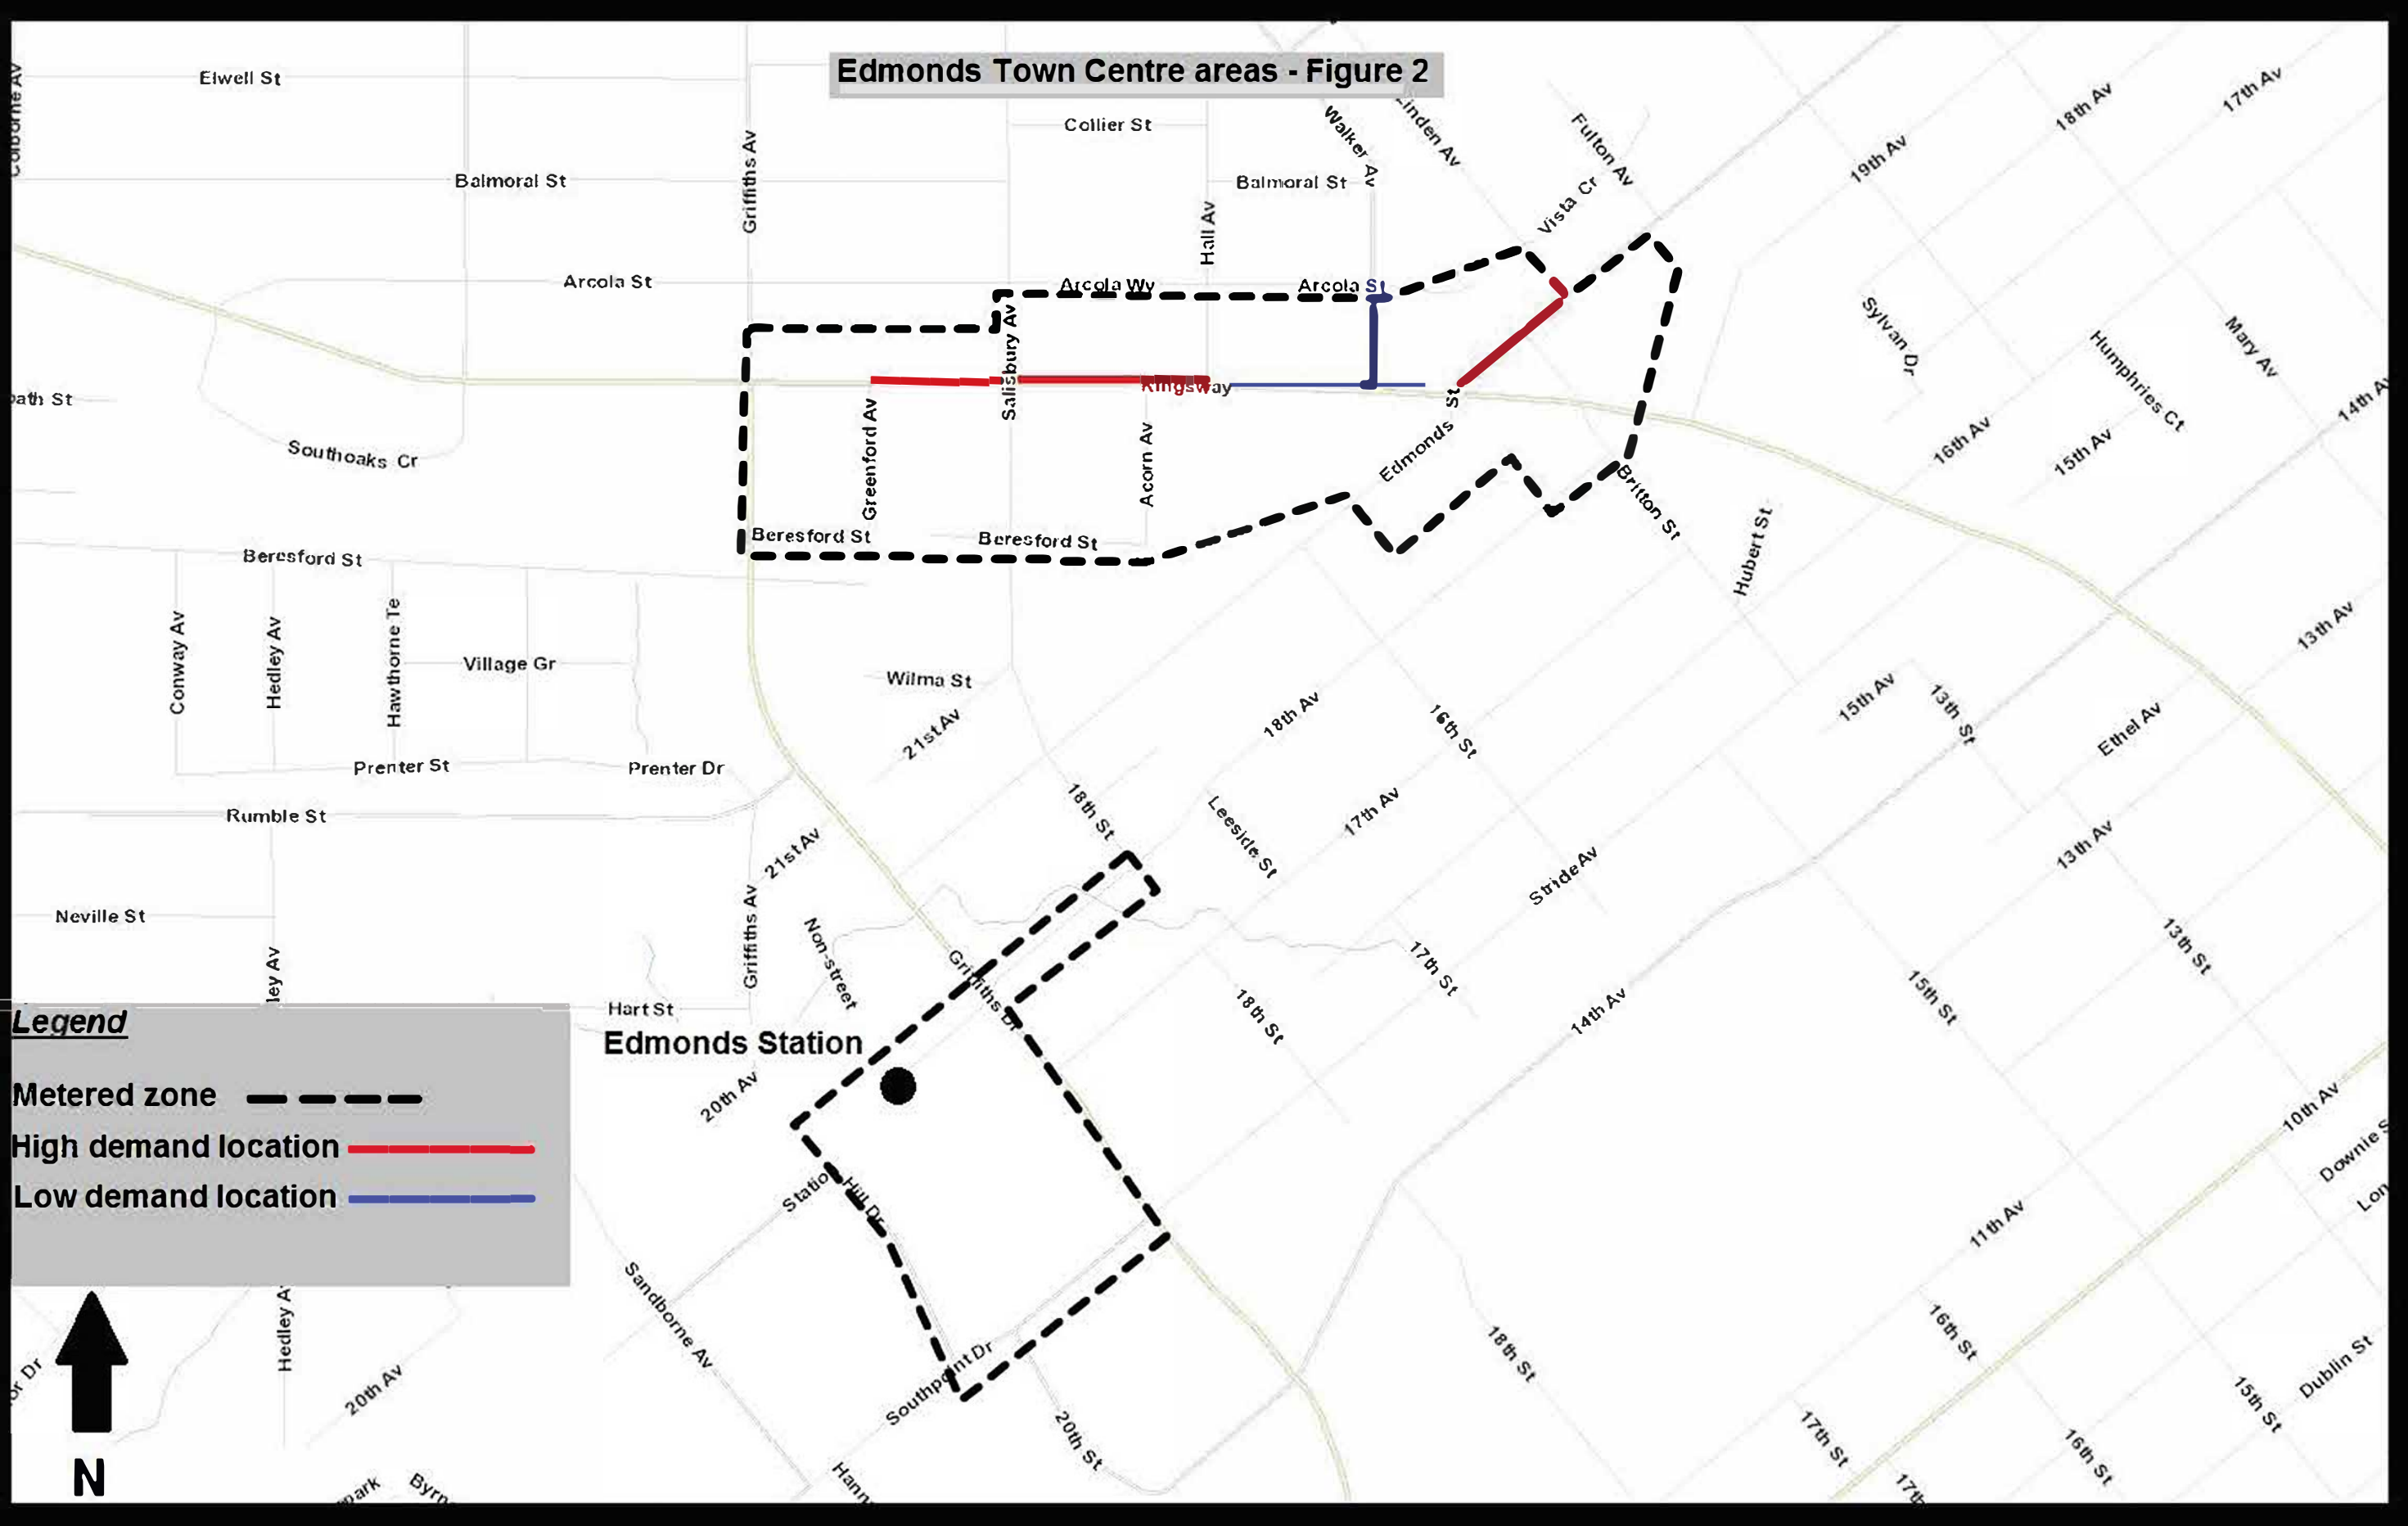 Edmonds Town Centre areas - Figure 2
Elwell St
Collier St
Walker Av
Linden Av
Fulton Av
18th Av
17th Av
19th Av
Balmoral St
Griffiths Av
Balmoral St
Hall Av
Vista Cr
Arcola St
Arcola Wy
Arcola St
Salisbury Av
Sylvan Dr
Humphries Ct
Mary Av
14th Av
Kingsway
Southoaks Cr
Greenford Av
Acorn Av
Edmonds St
16th Av
15th Av
Britton St
Hubert St
Beresford St
Beresford St
Beresford St
Conway Av
Hedley Av
Hawthorne Te
Village Gr
Wilma St
21st Av
18th Av
16th St
15th Av
13th St
Ethel Av
13th Av
Prenter St
Prenter Dr
Rumble St
18th St
Leeside St
17th Av
21st Av
Stride Av
13th Av
Neville St
Griffiths Av
Non-street
Griffiths Dr
17th St
13th St
15th St
18th St
14th Av
Hart St
Edmonds Station
20th Av
Legend
Metered zone
High demand location
Low demand location
Station Hill Dr
10th Av
11th Av
Sandborne Av
Hedley A
20th Av
Southpoint Dr
20th St
18th St
16th St
Dublin St
15th St
17th St
16th St
17th
N